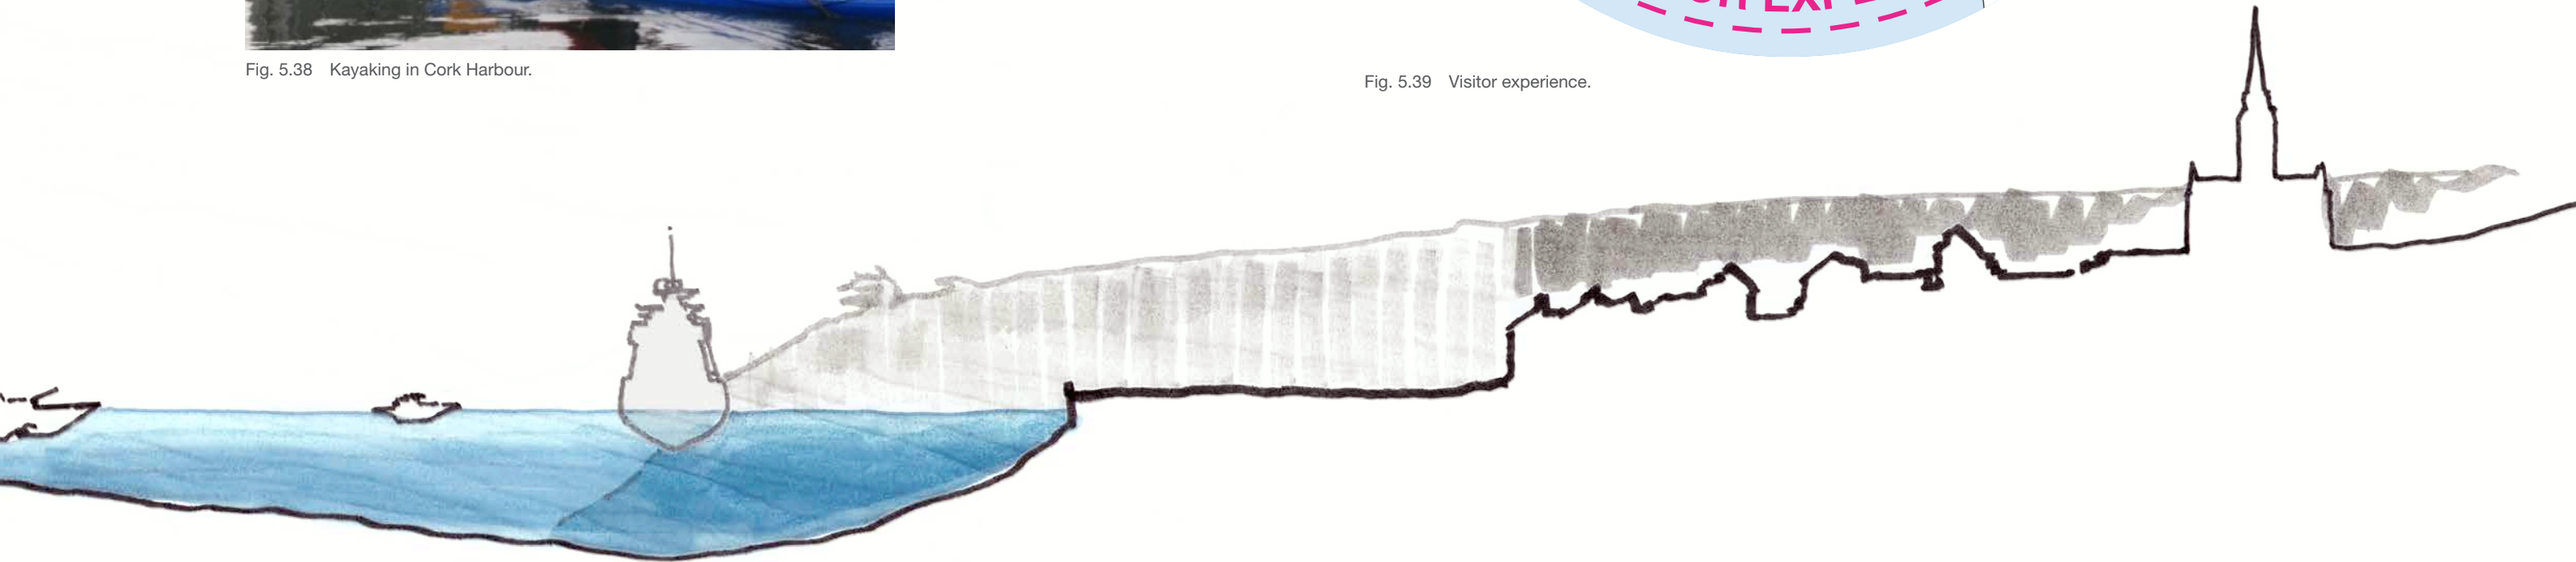 Fig. 5.38 Kayaking in Cork Harbour.
Fig. 5.39 Visitor experience.